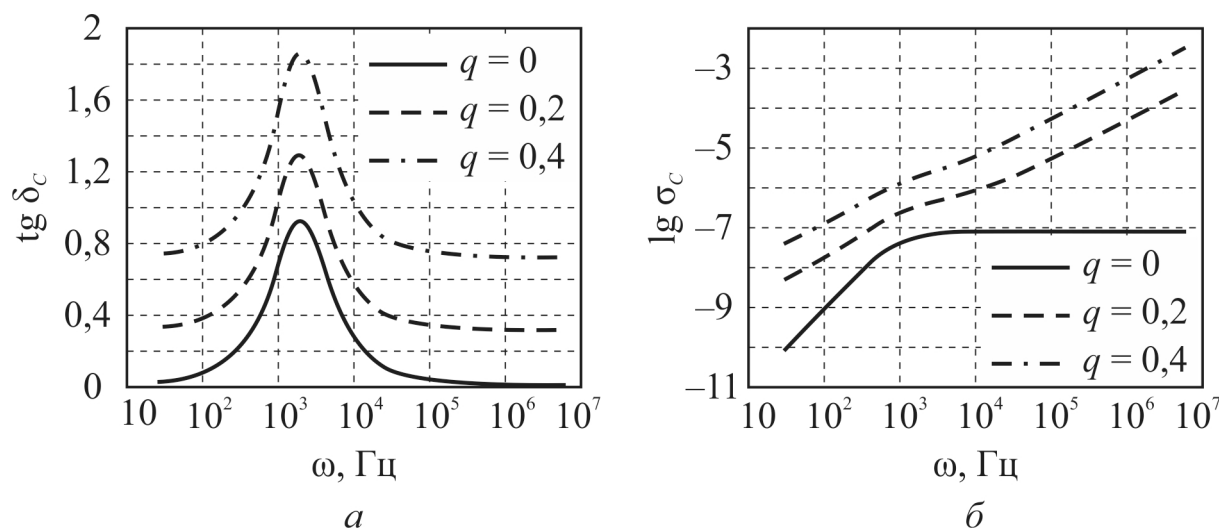 2
1,6
1,2
0,8
0,4
0
tg δ_C
q = 0
q = 0,2
q = 0,4
10 10² 10³ 10⁴ 10⁵ 10⁶ 10⁷
ω, Гц
а
–3
–5
–7
–9
–11
lg σ_C
q = 0
q = 0,2
q = 0,4
10 10² 10³ 10⁴ 10⁵ 10⁶ 10⁷
ω, Гц
б